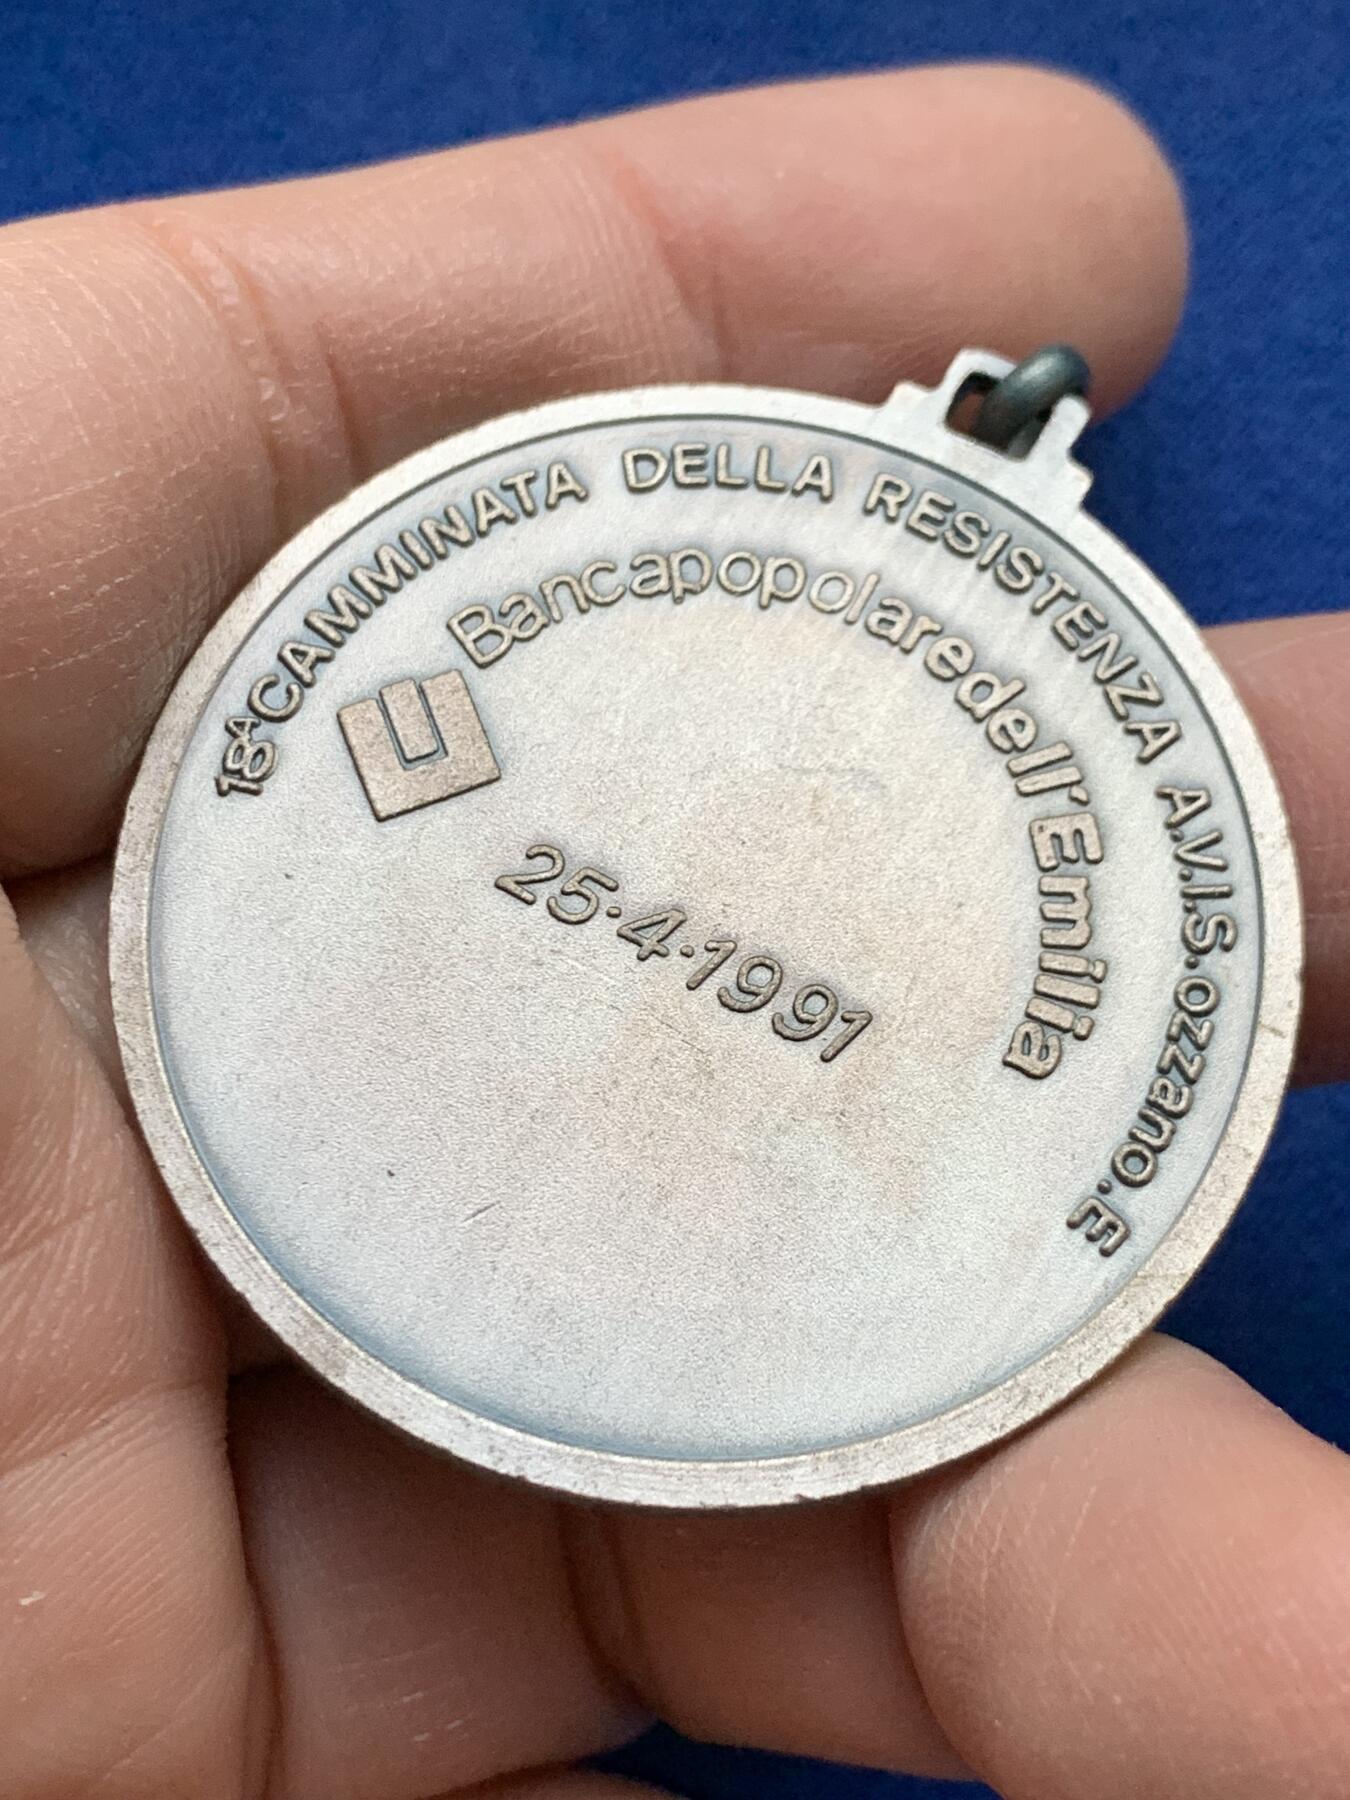 18ᴬ CAMMINATA DELLA RESISTENZA A.V.I.S. ozzano.E
Bancapopolaredell'Emilia
25·4·1991